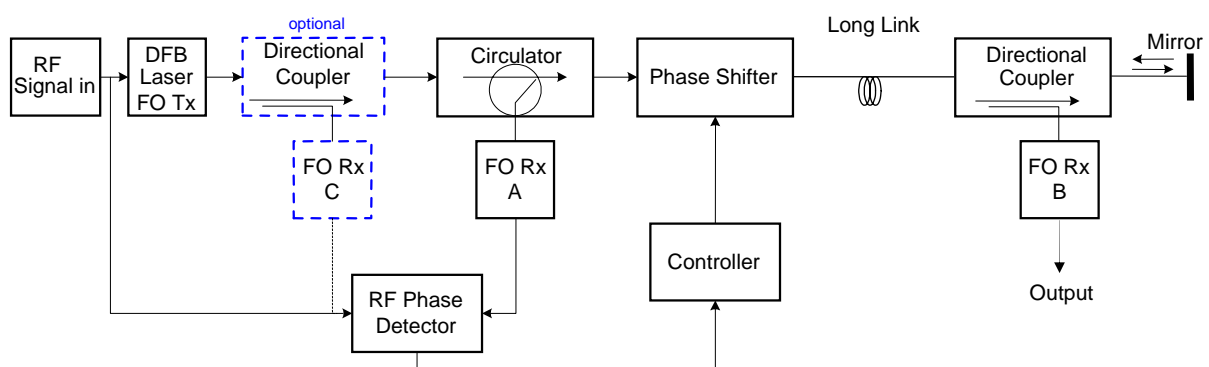 optional
RF
Signal in
DFB
Laser
FO Tx
Directional
Coupler
Circulator
Phase Shifter
Long Link
Directional
Coupler
Mirror
FO Rx
C
FO Rx
A
FO Rx
B
Controller
RF Phase
Detector
Output